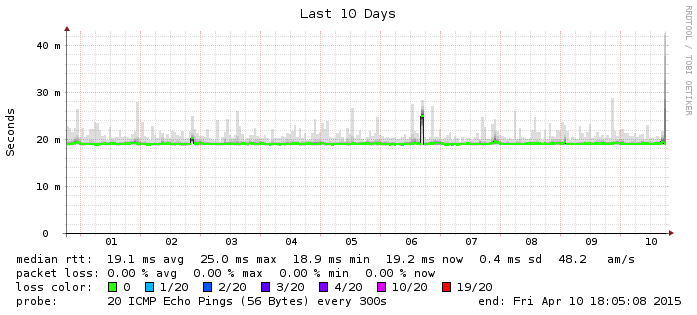 Last 10 Days
RRDTOOL / TOBI OETIKER
Seconds
40 m
30 m
20 m
10 m
0
01 02 03 04 05 06 07 08 09 10
median rtt: 19.1 ms avg 25.0 ms max 18.9 ms min 19.2 ms now 0.4 ms sd 48.2 am/s
packet loss: 0.00 % avg 0.00 % max 0.00 % min 0.00 % now
loss color: 0 1/20 2/20 3/20 4/20 10/20 19/20
probe: 20 ICMP Echo Pings (56 Bytes) every 300s end: Fri Apr 10 18:05:08 2015